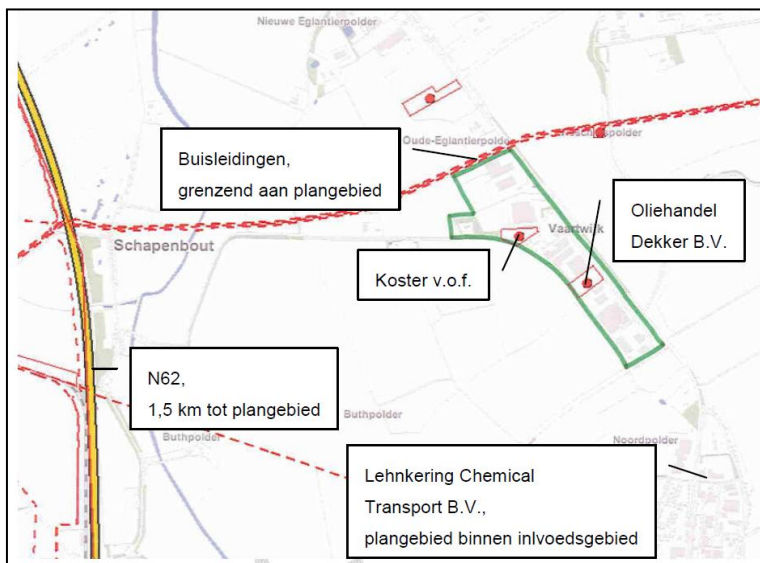 Nieuwe Eglantierpolder
Oude-Eglantierpolder
Buisleidingen,
grenzend aan plangebied
Oliehandel
Dekker B.V.
Vaartwijk
Schapenbout
Koster v.o.f.
N62,
1,5 km tot plangebied
Buthpolder
Buthpolder
Noordpolder
Lehnkering Chemical
Transport B.V.,
plangebied binnen inlvoedsgebied